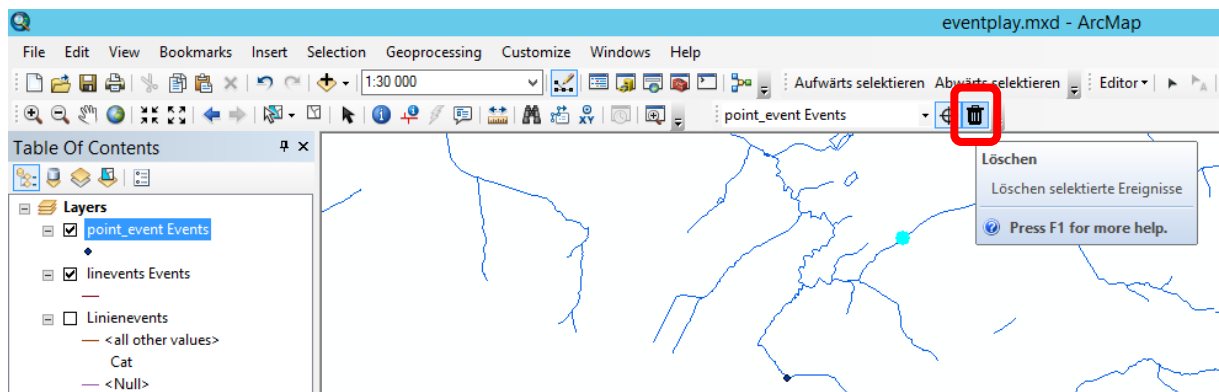 eventplay.mxd - ArcMap
File Edit View Bookmarks Insert Selection Geoprocessing Customize Windows Help
1:30 000 Aufwärts selektieren Abwärts selektieren Editor
point_event Events
Table Of Contents
Löschen
Löschen selektierte Ereignisse
Press F1 for more help.
Layers
point_event Events
linevents Events
Linienevents
<all other values>
Cat
<Null>